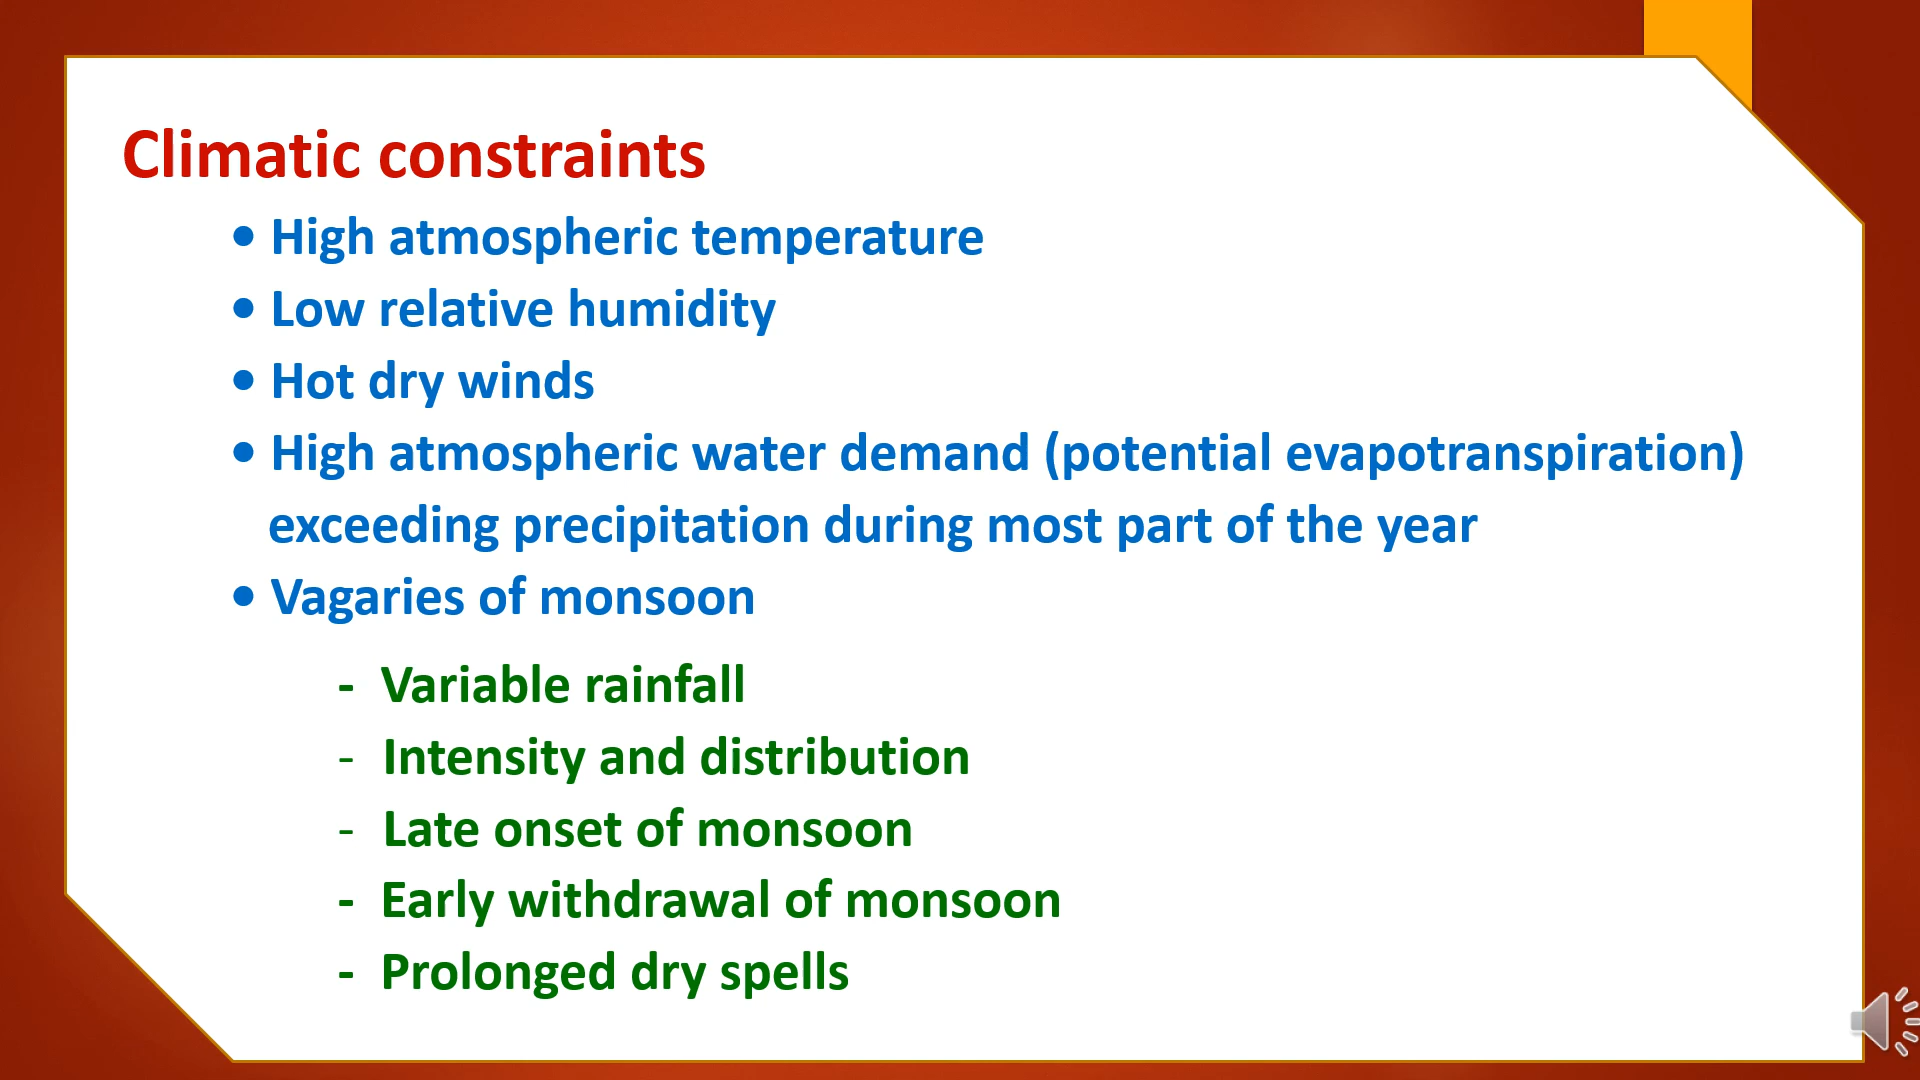 Climatic constraints
• High atmospheric temperature
• Low relative humidity
• Hot dry winds
• High atmospheric water demand (potential evapotranspiration)
exceeding precipitation during most part of the year
• Vagaries of monsoon
- Variable rainfall
- Intensity and distribution
- Late onset of monsoon
- Early withdrawal of monsoon
- Prolonged dry spells